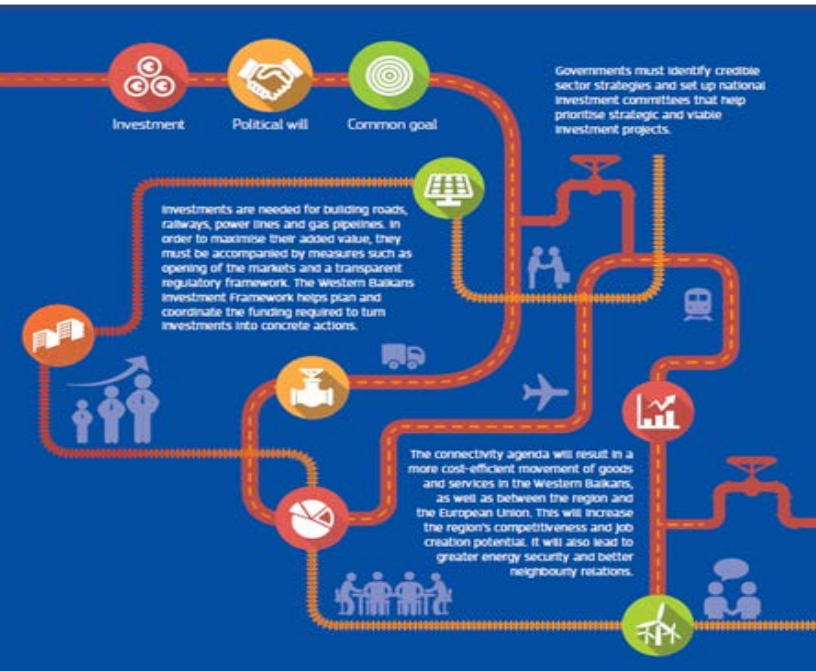 Investment
Political will
Common goal
Governments must identify credible
sector strategies and set up national
investment committees that help
prioritise strategic and viable
investment projects.
Investments are needed for building roads,
railways, power lines and gas pipelines. In
order to maximise their added value, they
must be accompanied by measures such as
opening of the markets and a transparent
regulatory framework. The Western Balkans
Investment Framework helps plan and
coordinate the funding required to turn
investments into concrete actions.
The connectivity agenda will result in a
more cost-efficient movement of goods
and services in the Western Balkans,
as well as between the region and
the European Union. This will increase
the region's competitiveness and job
creation potential. It will also lead to
greater energy security and better
neighbourly relations.